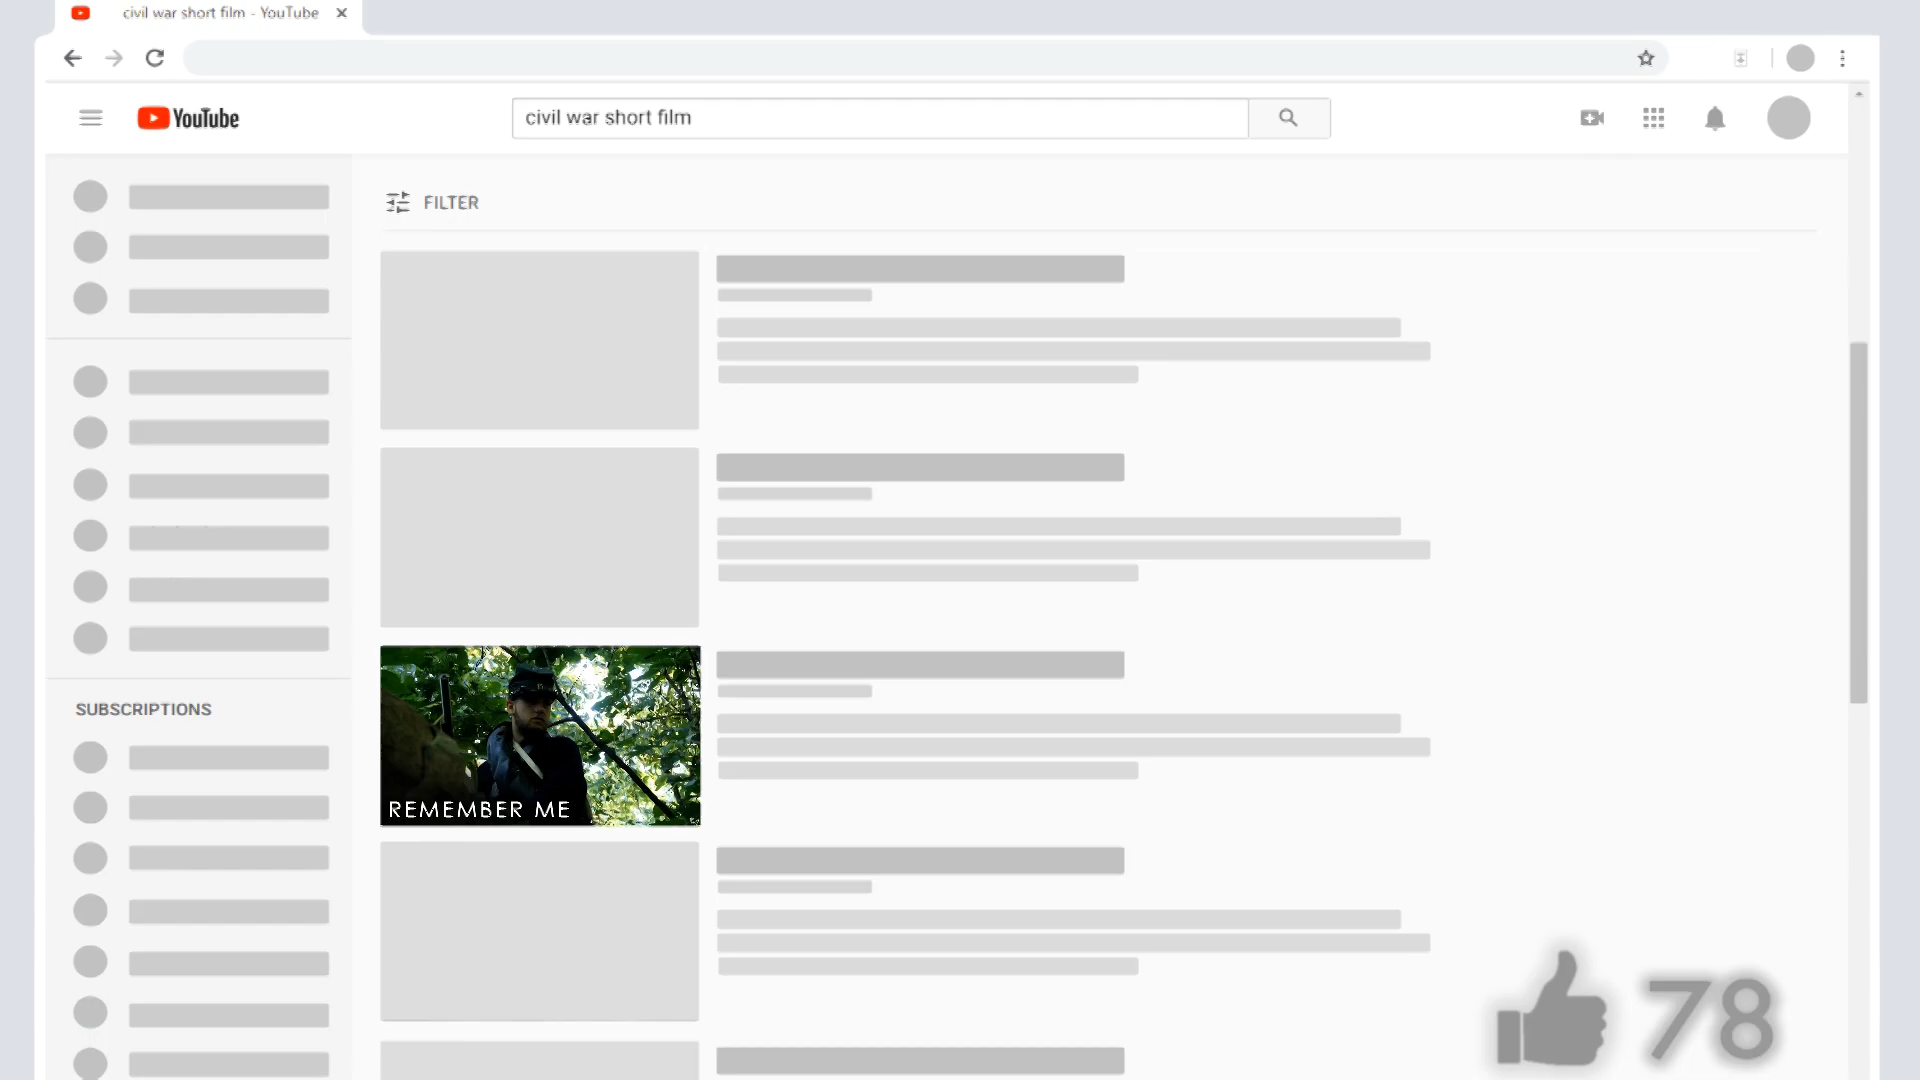 civil war short film - YouTube
YouTube
civil war short film
FILTER
SUBSCRIPTIONS
REMEMBER ME
78